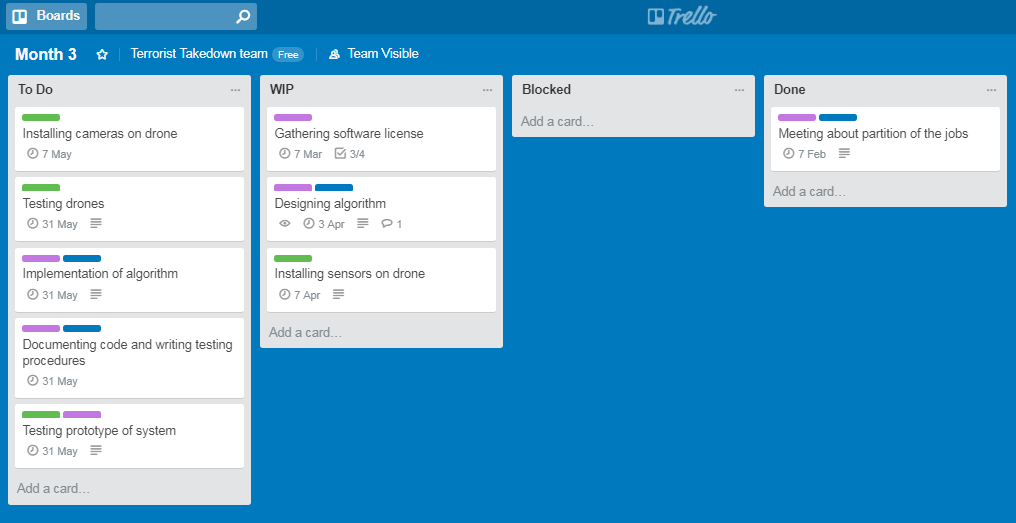 Boards
Trello
Month 3 Terrorist Takedown team Free Team Visible
To Do
Installing cameras on drone
7 May
Testing drones
31 May
Implementation of algorithm
31 May
Documenting code and writing testing
procedures
31 May
Testing prototype of system
31 May
Add a card…
WIP
Gathering software license
7 Mar 3/4
Designing algorithm
3 Apr 1
Installing sensors on drone
7 Apr
Add a card…
Blocked
Add a card…
Done
Meeting about partition of the jobs
7 Feb
Add a card…